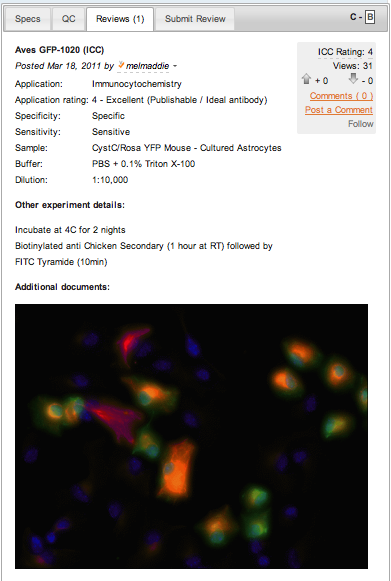 Specs QC Reviews (1) Submit Review C - B
Aves GFP-1020 (ICC)
Posted Mar 18, 2011 by melmaddie
ICC Rating: 4
Views: 31
+ 0 - 0
Comments ( 0 )
Post a Comment
Follow
Application: Immunocytochemistry
Application rating: 4 - Excellent (Publishable / Ideal antibody)
Specificity: Specific
Sensitivity: Sensitive
Sample: CystC/Rosa YFP Mouse - Cultured Astrocytes
Buffer: PBS + 0.1% Triton X-100
Dilution: 1:10,000
Other experiment details:
Incubate at 4C for 2 nights
Biotinylated anti Chicken Secondary (1 hour at RT) followed by
FITC Tyramide (10min)
Additional documents: